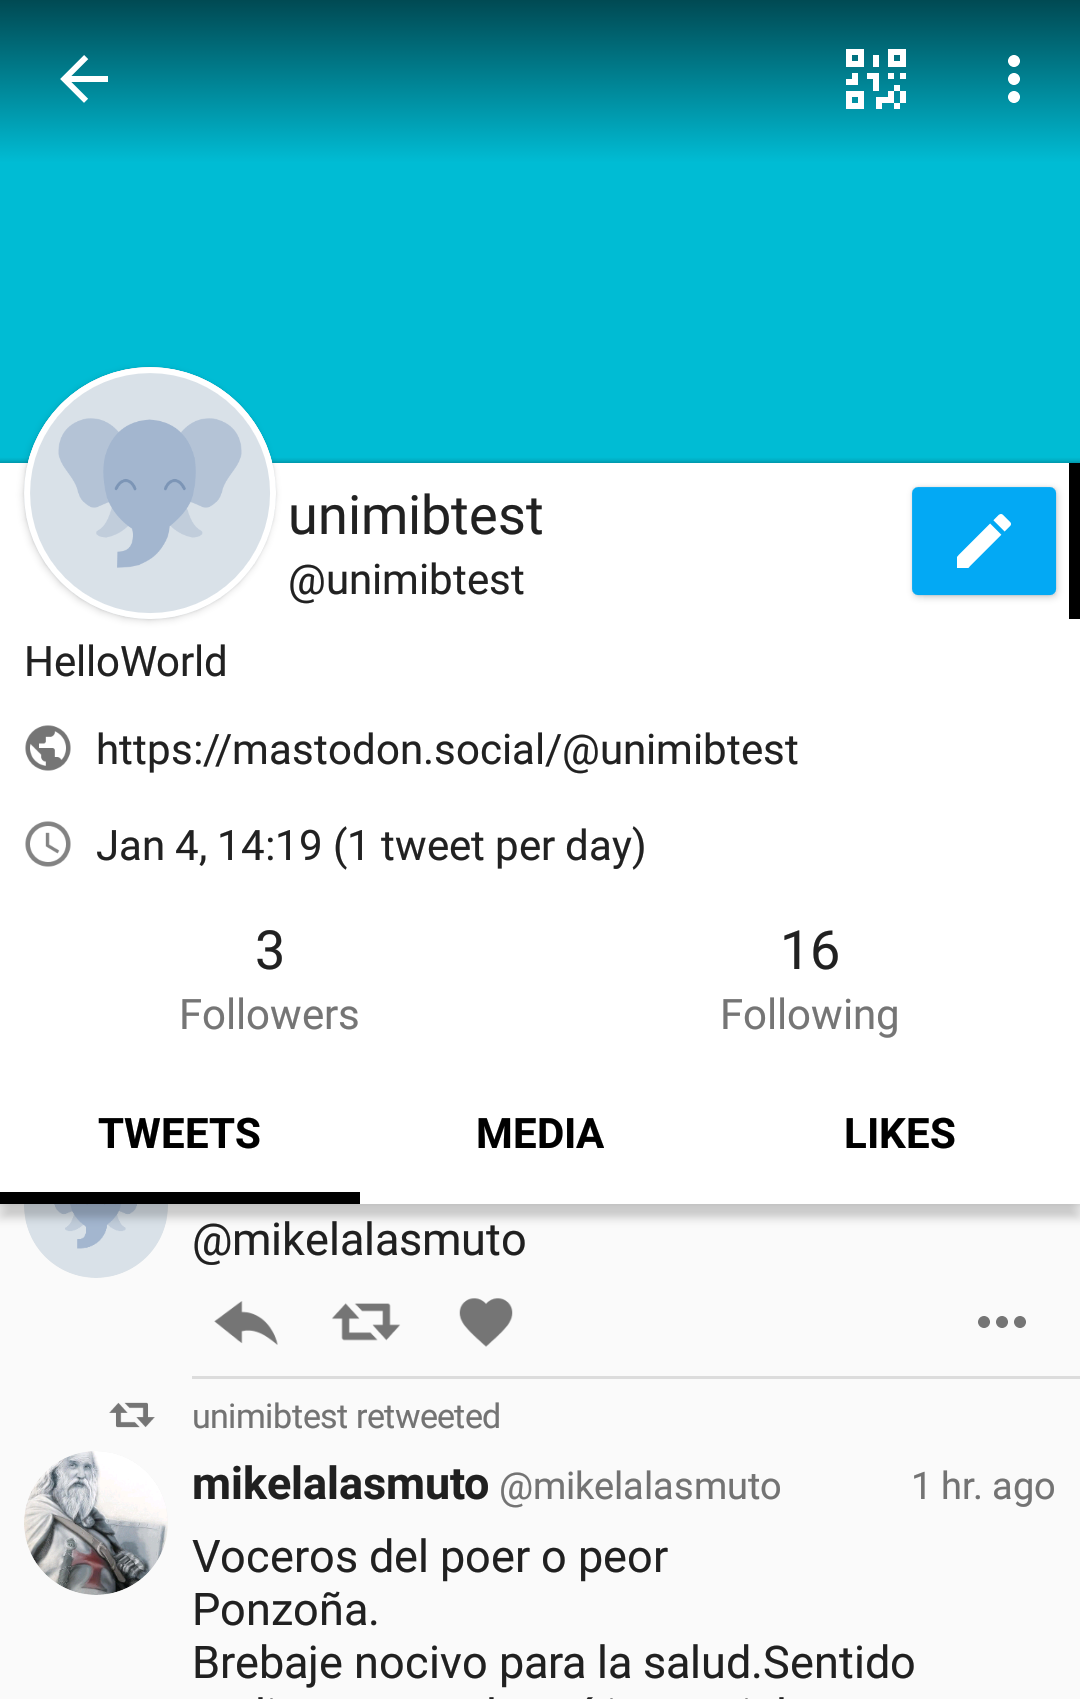 unimibtest
@unimibtest
HelloWorld
https://mastodon.social/@unimibtest
Jan 4, 14:19 (1 tweet per day)
3 16
Followers Following
TWEETS MEDIA LIKES
@mikelalasmuto
unimibtest retweeted
mikelalasmuto @mikelalasmuto 1 hr. ago
Voceros del poer o peor
Ponzoña.
Brebaje nocivo para la salud.Sentido